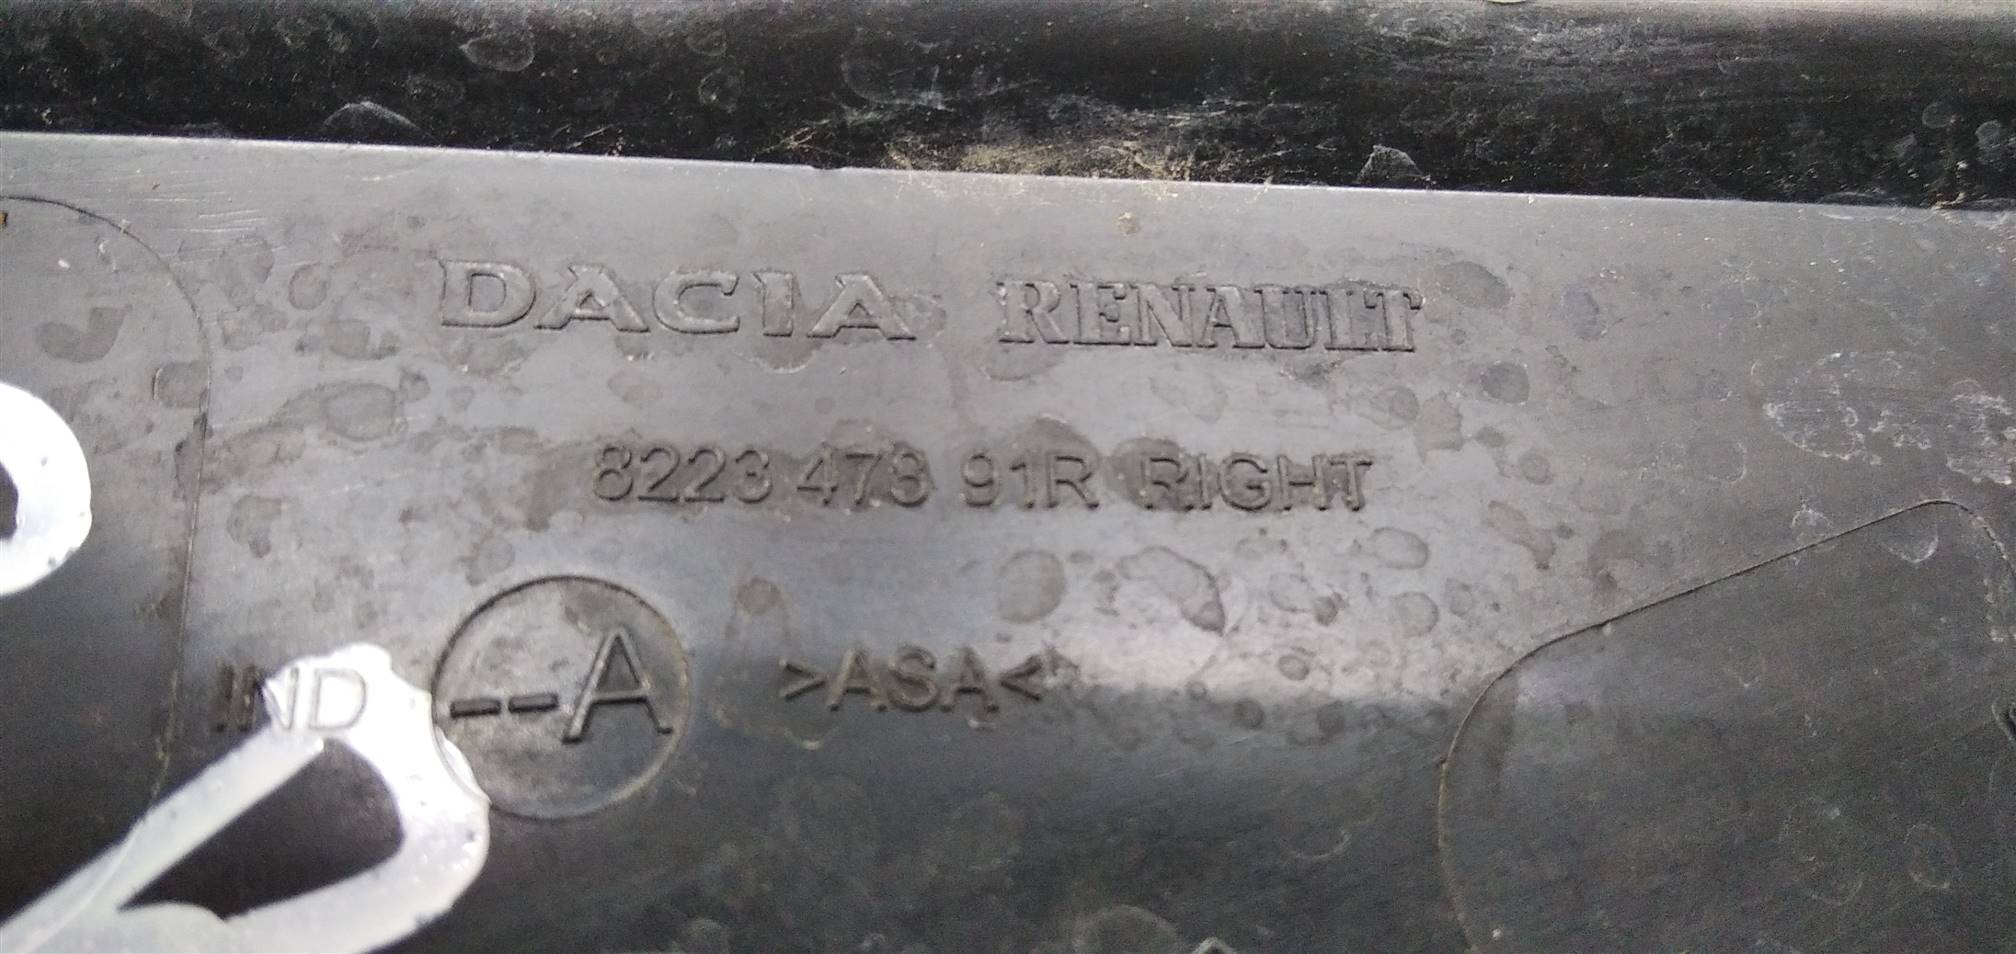 DACIA RENAULT
8223 478 91R RIGHT
IND --A >ASA<